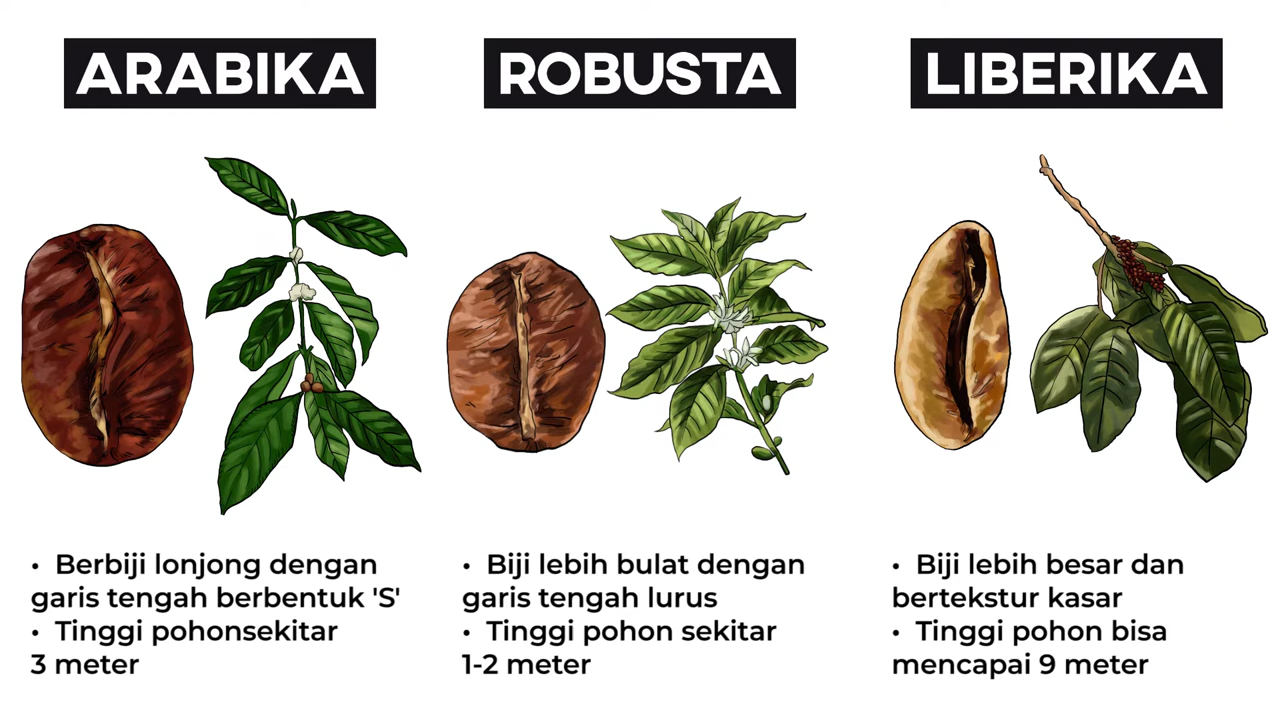 ARABIKA
ROBUSTA
LIBERIKA
• Berbiji lonjong dengan
garis tengah berbentuk 'S'
• Tinggi pohonsekitar
3 meter
• Biji lebih bulat dengan
garis tengah lurus
• Tinggi pohon sekitar
1-2 meter
• Biji lebih besar dan
bertekstur kasar
• Tinggi pohon bisa
mencapai 9 meter